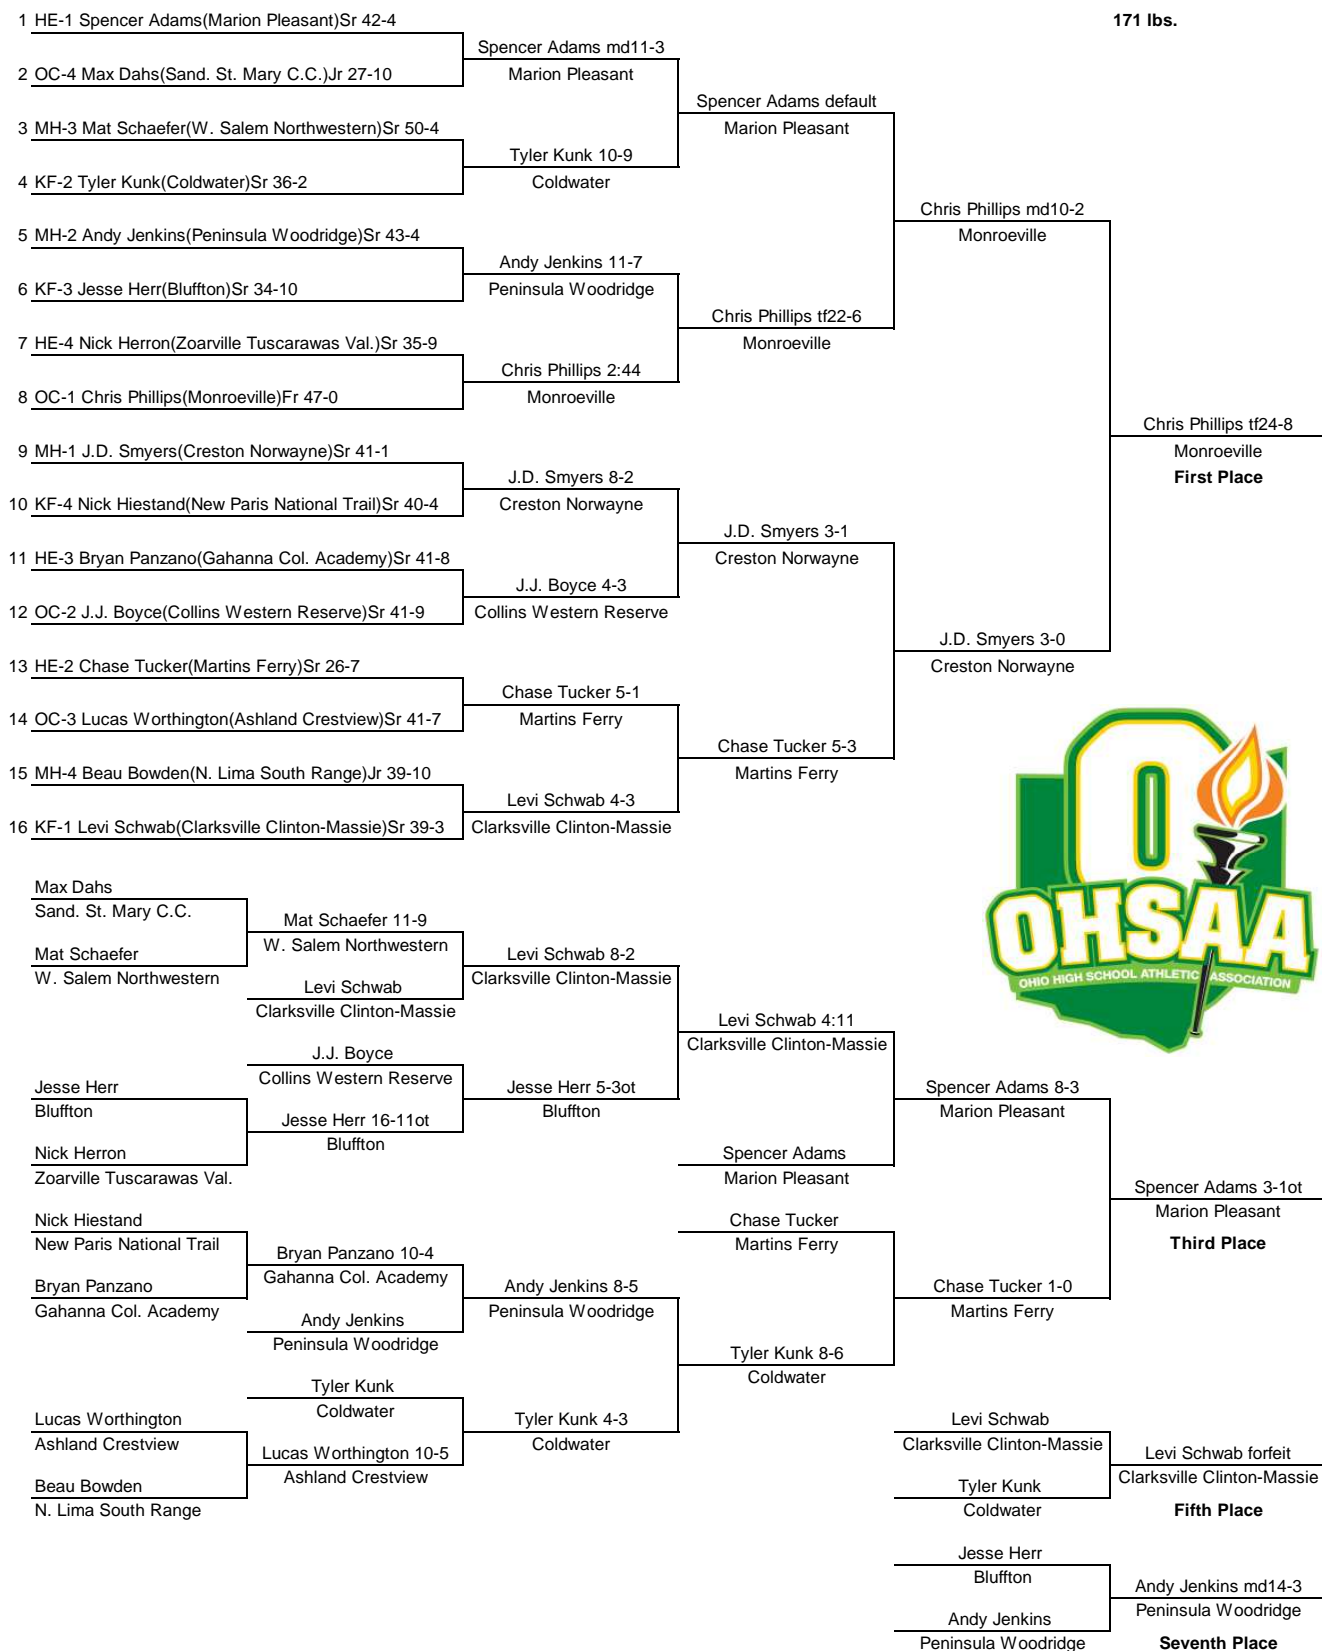 171 lbs.
1 HE-1 Spencer Adams(Marion Pleasant)Sr 42-4
2 OC-4 Max Dahs(Sand. St. Mary C.C.)Jr 27-10
3 MH-3 Mat Schaefer(W. Salem Northwestern)Sr 50-4
4 KF-2 Tyler Kunk(Coldwater)Sr 36-2
5 MH-2 Andy Jenkins(Peninsula Woodridge)Sr 43-4
6 KF-3 Jesse Herr(Bluffton)Sr 34-10
7 HE-4 Nick Herron(Zoarville Tuscarawas Val.)Sr 35-9
8 OC-1 Chris Phillips(Monroeville)Fr 47-0
9 MH-1 J.D. Smyers(Creston Norwayne)Sr 41-1
10 KF-4 Nick Hiestand(New Paris National Trail)Sr 40-4
11 HE-3 Bryan Panzano(Gahanna Col. Academy)Sr 41-8
12 OC-2 J.J. Boyce(Collins Western Reserve)Sr 41-9
13 HE-2 Chase Tucker(Martins Ferry)Sr 26-7
14 OC-3 Lucas Worthington(Ashland Crestview)Sr 41-7
15 MH-4 Beau Bowden(N. Lima South Range)Jr 39-10
16 KF-1 Levi Schwab(Clarksville Clinton-Massie)Sr 39-3
Spencer Adams md11-3
Marion Pleasant
Tyler Kunk 10-9
Coldwater
Andy Jenkins 11-7
Peninsula Woodridge
Chris Phillips 2:44
Monroeville
J.D. Smyers 8-2
Creston Norwayne
J.J. Boyce 4-3
Collins Western Reserve
Chase Tucker 5-1
Martins Ferry
Levi Schwab 4-3
Clarksville Clinton-Massie
Spencer Adams default
Marion Pleasant
Chris Phillips tf22-6
Monroeville
J.D. Smyers 3-1
Creston Norwayne
Chase Tucker 5-3
Martins Ferry
Chris Phillips md10-2
Monroeville
J.D. Smyers 3-0
Creston Norwayne
Chris Phillips tf24-8
Monroeville
First Place
O
OHSAA
OHIO HIGH SCHOOL ATHLETIC ASSOCIATION
Max Dahs
Sand. St. Mary C.C.
Mat Schaefer
W. Salem Northwestern
Jesse Herr
Bluffton
Nick Herron
Zoarville Tuscarawas Val.
Nick Hiestand
New Paris National Trail
Bryan Panzano
Gahanna Col. Academy
Lucas Worthington
Ashland Crestview
Beau Bowden
N. Lima South Range
Mat Schaefer 11-9
W. Salem Northwestern
Levi Schwab
Clarksville Clinton-Massie
J.J. Boyce
Collins Western Reserve
Jesse Herr 16-11ot
Bluffton
Bryan Panzano 10-4
Gahanna Col. Academy
Andy Jenkins
Peninsula Woodridge
Tyler Kunk
Coldwater
Lucas Worthington 10-5
Ashland Crestview
Levi Schwab 8-2
Clarksville Clinton-Massie
Jesse Herr 5-3ot
Bluffton
Andy Jenkins 8-5
Peninsula Woodridge
Tyler Kunk 4-3
Coldwater
Levi Schwab 4:11
Clarksville Clinton-Massie
Spencer Adams
Marion Pleasant
Chase Tucker
Martins Ferry
Tyler Kunk 8-6
Coldwater
Spencer Adams 8-3
Marion Pleasant
Chase Tucker 1-0
Martins Ferry
Spencer Adams 3-1ot
Marion Pleasant
Third Place
Levi Schwab
Clarksville Clinton-Massie
Tyler Kunk
Coldwater
Levi Schwab forfeit
Clarksville Clinton-Massie
Fifth Place
Jesse Herr
Bluffton
Andy Jenkins
Peninsula Woodridge
Andy Jenkins md14-3
Peninsula Woodridge
Seventh Place